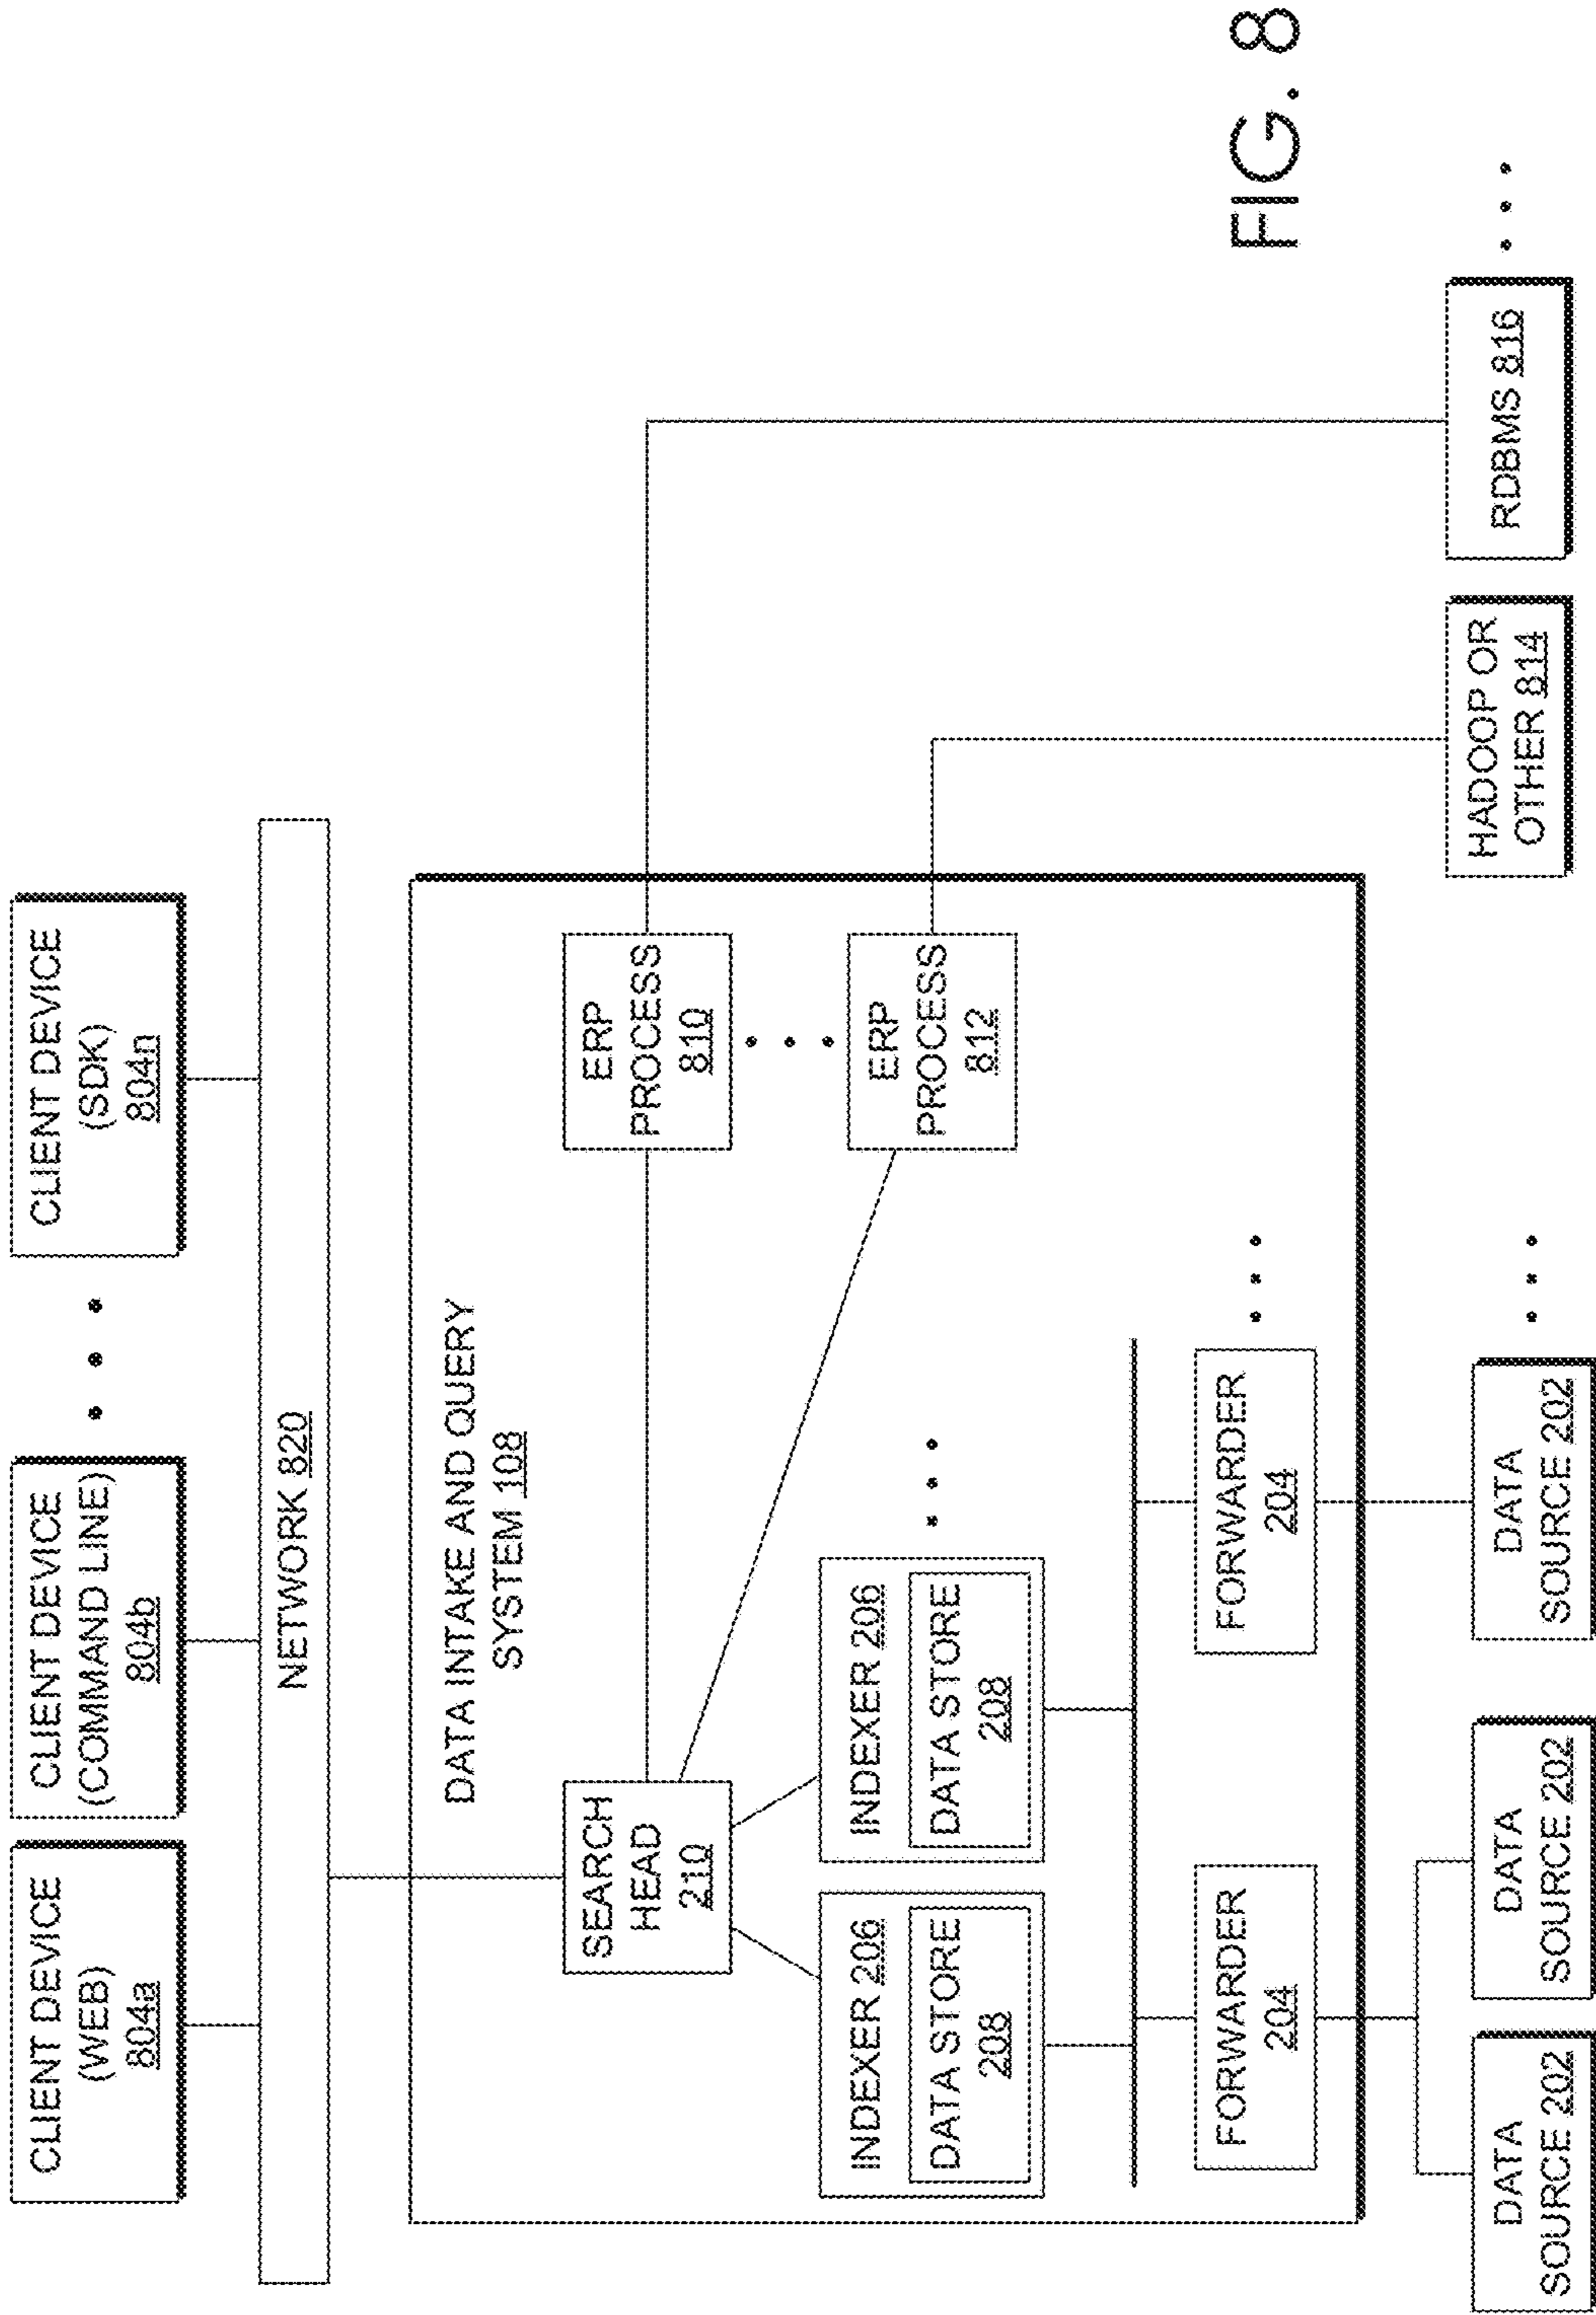 CLIENT DEVICE
(WEB)
804a
CLIENT DEVICE
(COMMAND LINE)
804b
CLIENT DEVICE
(SDK)
804n
NETWORK 820
DATA INTAKE AND QUERY
SYSTEM 108
SEARCH
HEAD
210
ERP
PROCESS
810
INDEXER 206
DATA STORE
208
INDEXER 206
DATA STORE
208
ERP
PROCESS
812
FORWARDER
204
FORWARDER
204
DATA
SOURCE 202
DATA
SOURCE 202
DATA
SOURCE 202
HADOOP OR
OTHER 814
RDBMS 816
FIG. 8